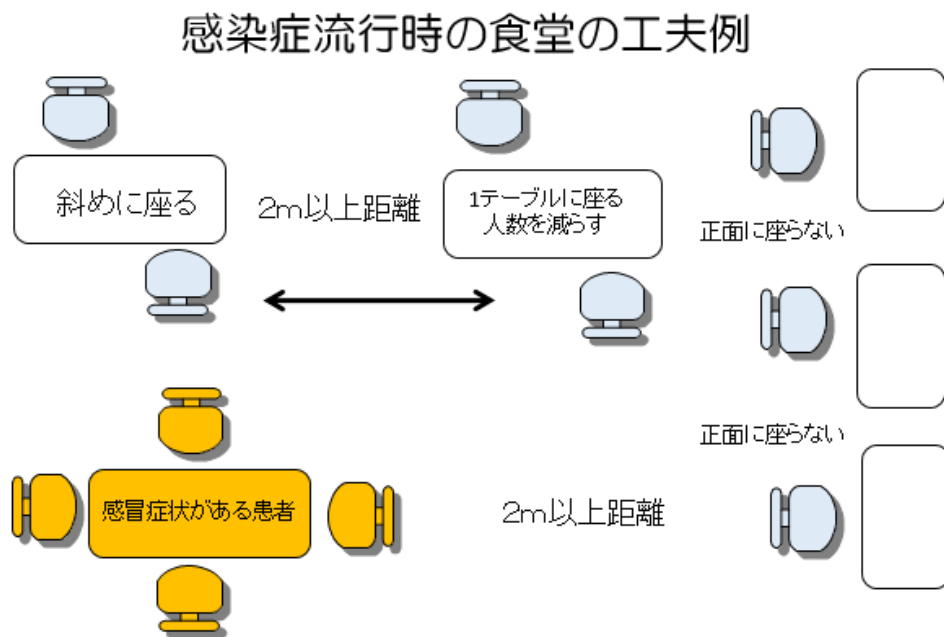 感染症流行時の食堂の工夫例
斜めに座る
2m以上距離
1テーブルに座る
人数を減らす
正面に座らない
正面に座らない
感冒症状がある患者
2m以上距離